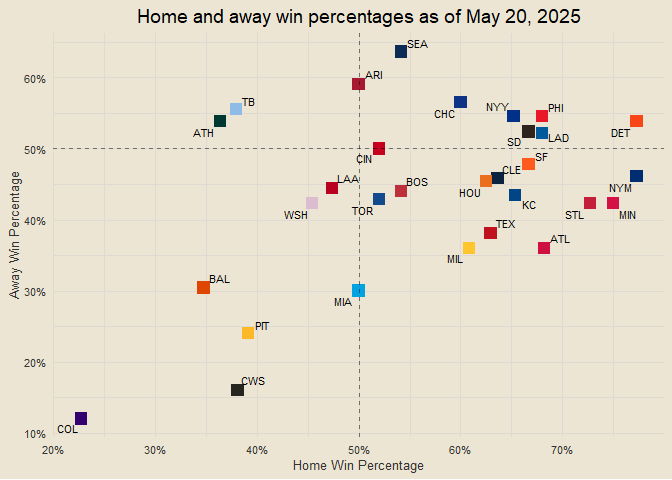 Home and away win percentages as of May 20, 2025
Away Win Percentage
60%
50%
40%
30%
20%
10%
SEA
ARI
TB
ATH
CHC
NYY
PHI
SD
LAD
DET
CIN
SF
CLE
HOU
KC
NYM
LAA
BOS
WSH
TOR
STL
MIN
TEX
MIL
ATL
BAL
MIA
PIT
CWS
COL
20%
30%
40%
50%
60%
70%
Home Win Percentage